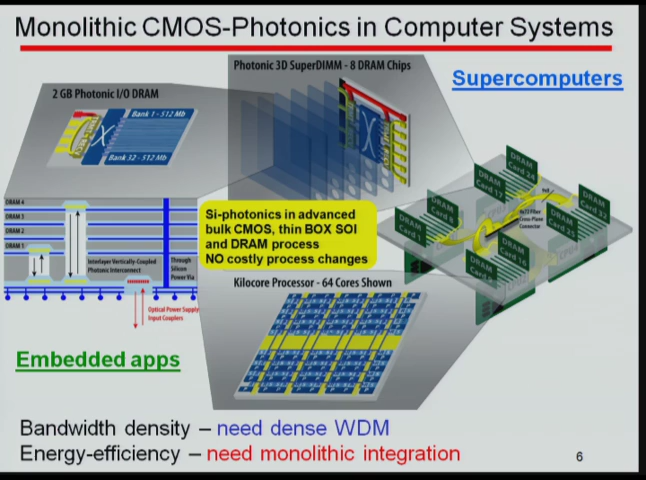 Monolithic CMOS-Photonics in Computer Systems
Photonic 3D SuperDIMM - 8 DRAM Chips
Supercomputers
2 GB Photonic I/O DRAM
Bank 1 - 512 Mb
Bank 32 - 512 Mb
DRAM 4
DRAM 3
DRAM 2
DRAM 1
Interlayer Vertically-Coupled
Photonic Interconnect
Through
Silicon
Power Via
Optical Power Supply
Input Couplers
Si-photonics in advanced
bulk CMOS, thin BOX SOI
and DRAM process
NO costly process changes
DRAM
Card 24
DRAM
Card 17
DRAM
Card 8
DRAM
Card 1
DRAM
Card 32
DRAM
Card 25
DRAM
Card
Cross-Plane
Connector
Kilocore Processor - 64 Cores Shown
Embedded apps
Bandwidth density – need dense WDM
Energy-efficiency – need monolithic integration
6